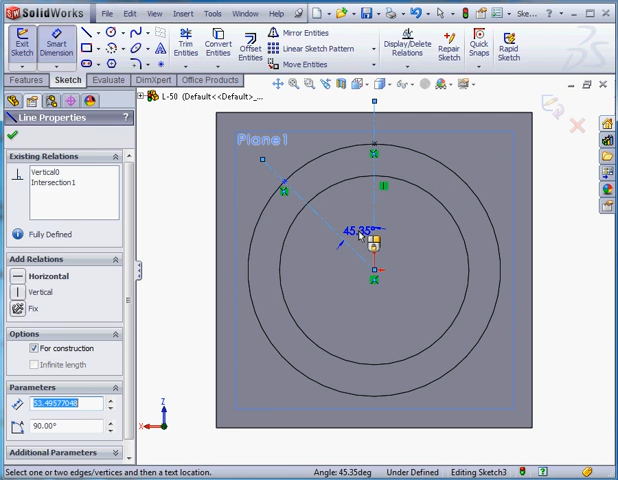 SolidWorks
File Edit View Insert Tools Window Help Ske...
Exit Sketch
Smart Dimension
Trim Entities
Convert Entities
Offset Entities
Mirror Entities
Linear Sketch Pattern
Move Entities
Display/Delete Relations
Repair Sketch
Quick Snaps
Rapid Sketch
Features Sketch Evaluate DimXpert Office Products
L-50 (Default<<Default>_...
Line Properties
?
Existing Relations
Vertical0
Intersection1
Fully Defined
Add Relations
Horizontal
Vertical
Fix
Options
For construction
Infinite length
Parameters
53.49577048
90.00°
Additional Parameters
Plane1
45.35°
Z
X
Select one or two edges/vertices and then a text location. Angle: 45.35deg Under Defined Editing Sketch3